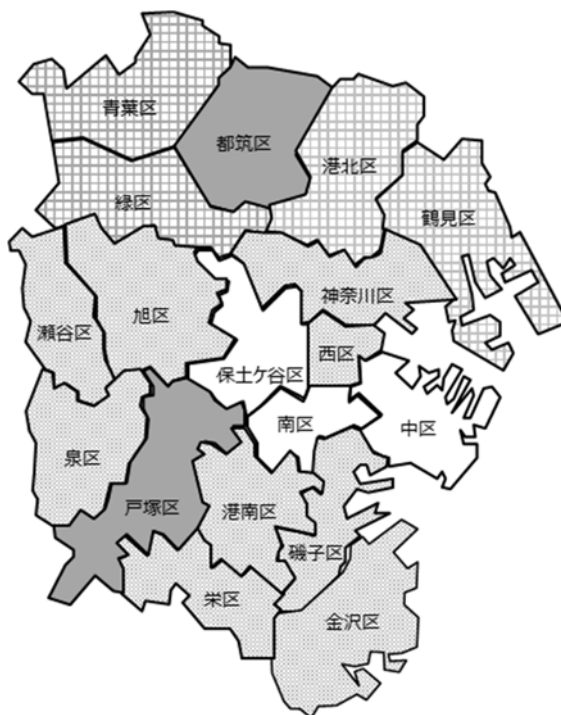 青葉区
都筑区
港北区
緑区
鶴見区
神奈川区
瀬谷区
旭区
西区
保土ケ谷区
南区
中区
泉区
戸塚区
港南区
磯子区
栄区
金沢区